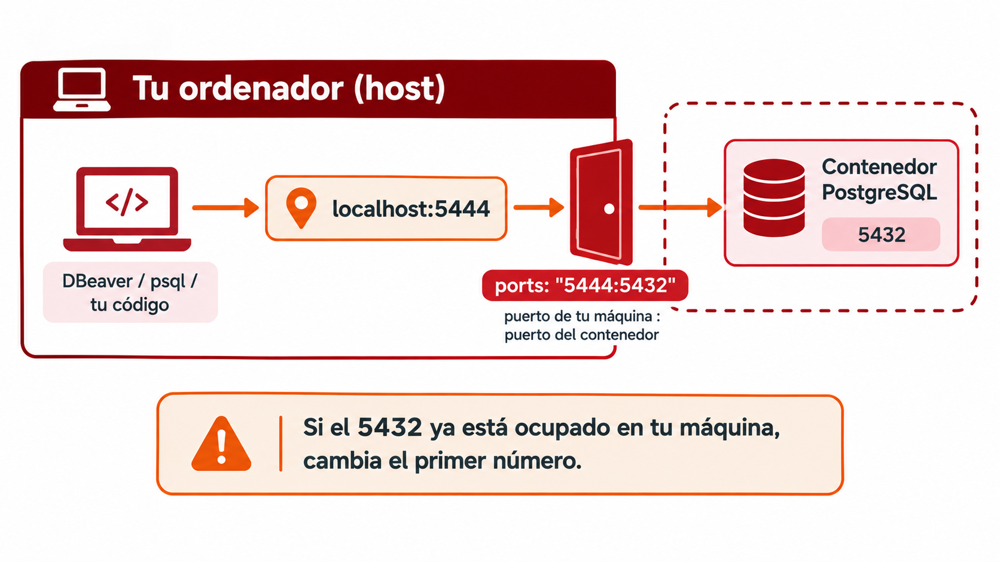 Tu ordenador (host)
</>
localhost:5444
DBeaver / psql /
tu código
ports: "5444:5432"
puerto de tu máquina :
puerto del contenedor
Contenedor
PostgreSQL
5432
Si el 5432 ya está ocupado en tu máquina,
cambia el primer número.